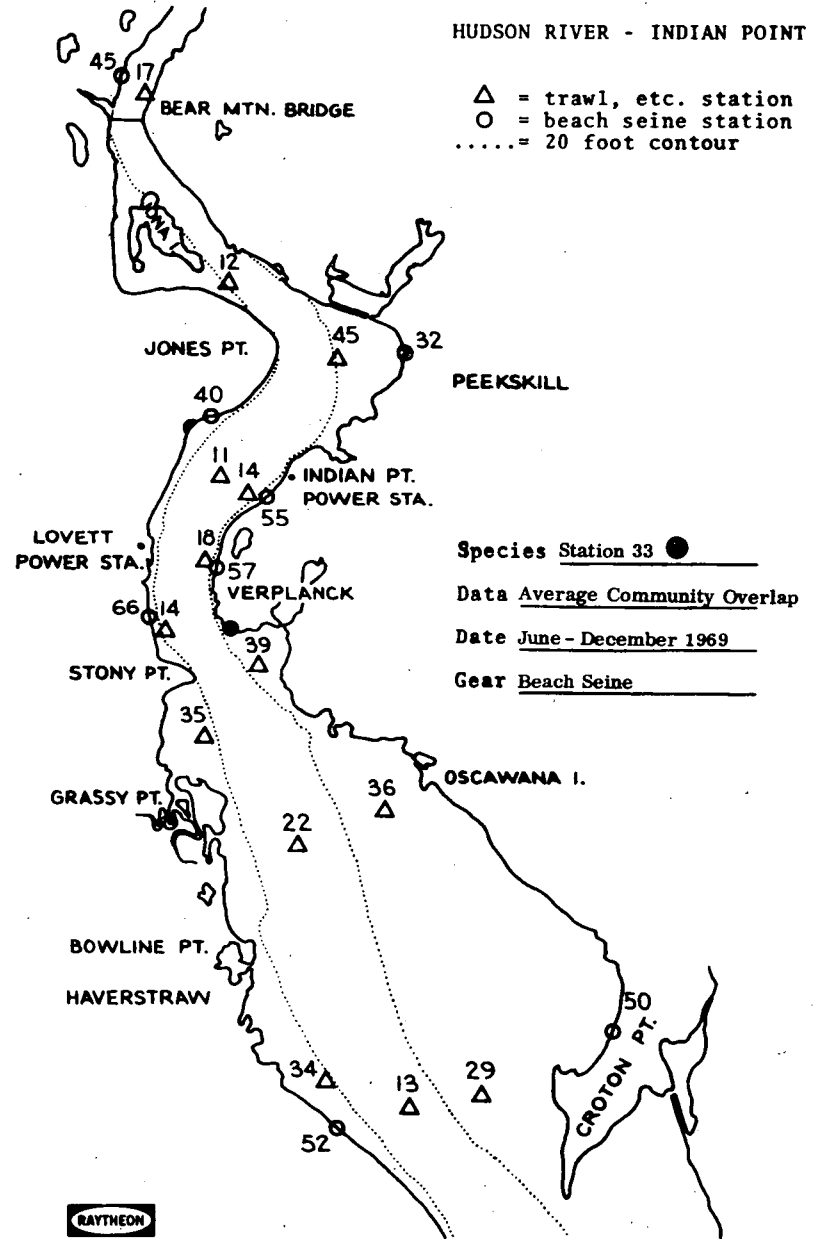 HUDSON RIVER - INDIAN POINT
△ = trawl, etc. station
○ = beach seine station
.....= 20 foot contour
45
17
BEAR MTN. BRIDGE
12
JONES PT.
45
32
PEEKSKILL
40
11
14
INDIAN PT.
POWER STA.
55
LOVETT
POWER STA.
18
57
VERPLANCK
Species Station 33 ●
Data Average Community Overlap
Date June - December 1969
Gear Beach Seine
66
14
39
STONY PT.
35
OSCAWANA I.
GRASSY PT.
36
22
BOWLINE PT.
HAVERSTRAW
50
CROTON PT.
34
13
29
52
RAYTHEON